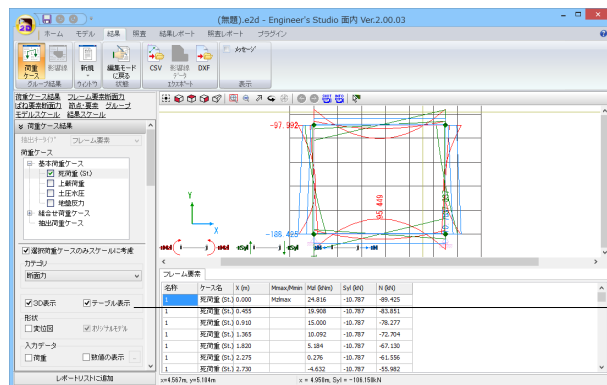 (無題).e2d - Engineer's Studio 面内 Ver.2.00.03
ホーム モデル 結果 照査 結果レポート 照査レポート プラグイン
荷重ケース 影響線 新規 編集モードに戻る CSV 影響線データ DXF メッセージ
グループ結果 ウィンドウ 状態 エクスポート 表示
荷重ケース結果 フレーム要素断面力
ばね要素断面力 節点・要素 グループ
モデルスケール 結果スケール
荷重ケース結果
抽出キータイプ フレーム要素
荷重ケース
基本荷重ケース
死荷重 (St.)
上載荷重
土圧水圧
地盤反力
組合せ荷重ケース
抽出荷重ケース
選択荷重ケースのみスケールに考慮
カテゴリ
断面力
3D表示 テーブル表示
形状
変位図 オリジナルモデル
入力データ
荷重 数値の表示
レポートリストに追加
-97.992
95.449
-108.495
Y
X
フレーム要素
名称 ケース名 X (m) Mmax/Mmin Mzl (kNm) Syl (kN) N (kN)
1 死荷重 (St.) 0.000 Mzlmax 24.816 -10.787 -89.425
1 死荷重 (St.) 0.455 19.908 -10.787 -83.851
1 死荷重 (St.) 0.910 15.000 -10.787 -78.277
1 死荷重 (St.) 1.365 10.092 -10.787 -72.704
1 死荷重 (St.) 1.820 5.184 -10.787 -67.130
1 死荷重 (St.) 2.275 0.276 -10.787 -61.556
1 死荷重 (St.) 2.730 -4.632 -10.787 -55.982
x=4.567m, y=5.104m x = 4.950m, Syl = -106.158kN